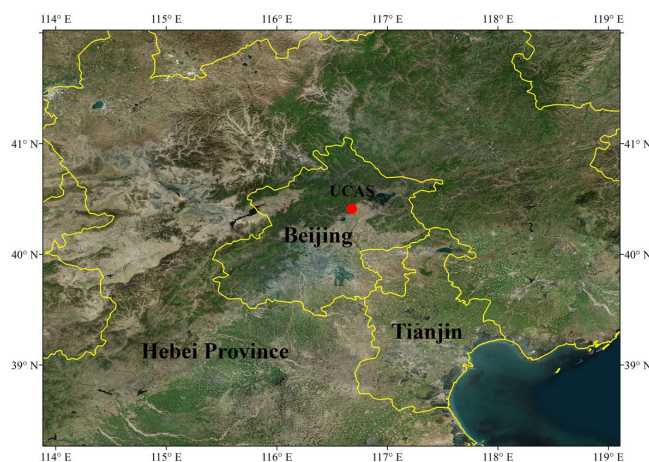 114° E 115° E 116° E 117° E 118° E 119° E
41° N 41° N
UCAS
Beijing
40° N 40° N
Tianjin
Hebei Province
39° N 39° N
114° E 115° E 116° E 117° E 118° E 119° E